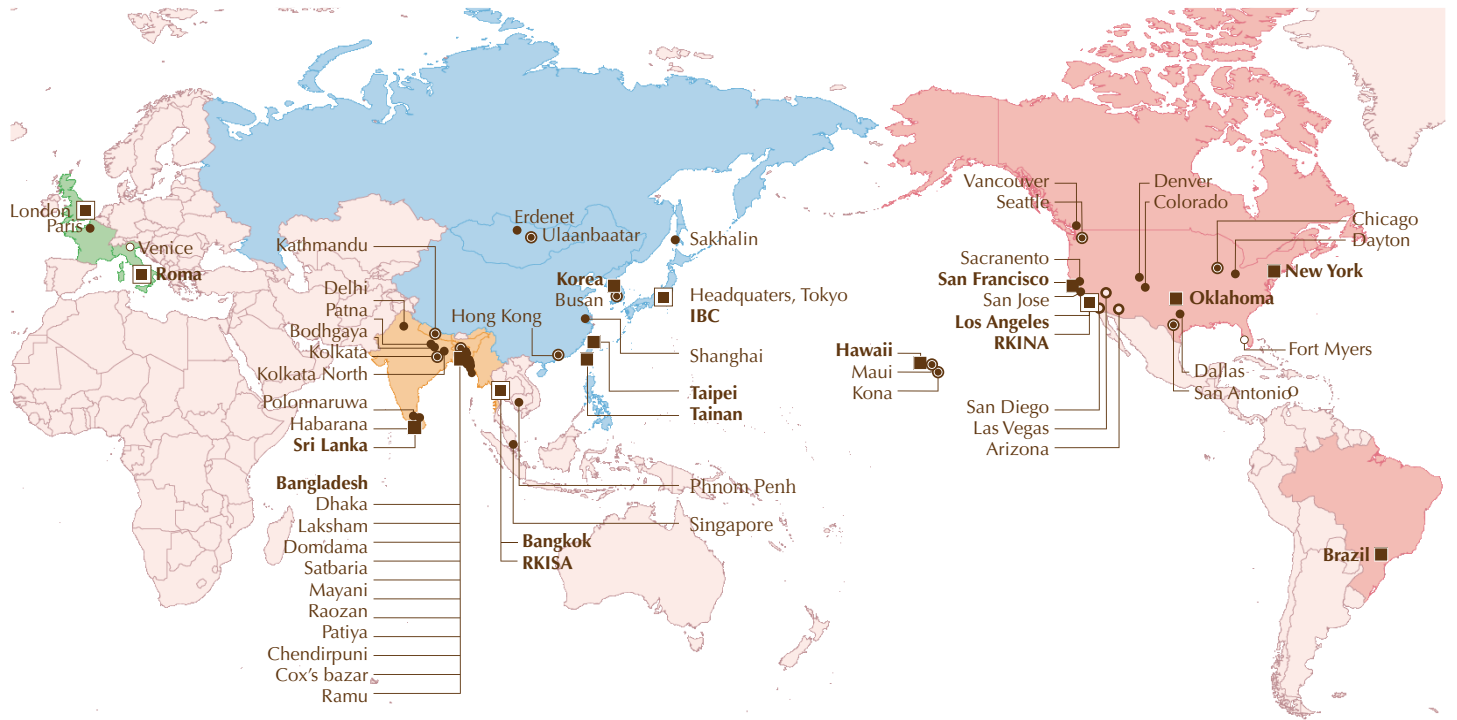 London
Paris
Venice
Roma
Kathmandu
Delhi
Patna
Bodhgaya
Kolkata
Kolkata North
Polonnaruwa
Habarana
Sri Lanka
Bangladesh
Dhaka
Laksham
Domdama
Satbaria
Mayani
Raozan
Patiya
Chendirpuni
Cox's bazar
Ramu
Erdenet
Ulaanbaatar
Sakhalin
Korea
Busan
Headquaters, Tokyo
IBC
Hong Kong
Shanghai
Taipei
Tainan
Phnom Penh
Singapore
Bangkok
RKISA
Hawaii
Maui
Kona
Vancouver
Seattle
Sacranento
San Francisco
San Jose
Los Angeles
RKINA
San Diego
Las Vegas
Arizona
Denver
Colorado
Chicago
Dayton
New York
Oklahoma
Fort Myers
Dallas
San Antonio
Brazil